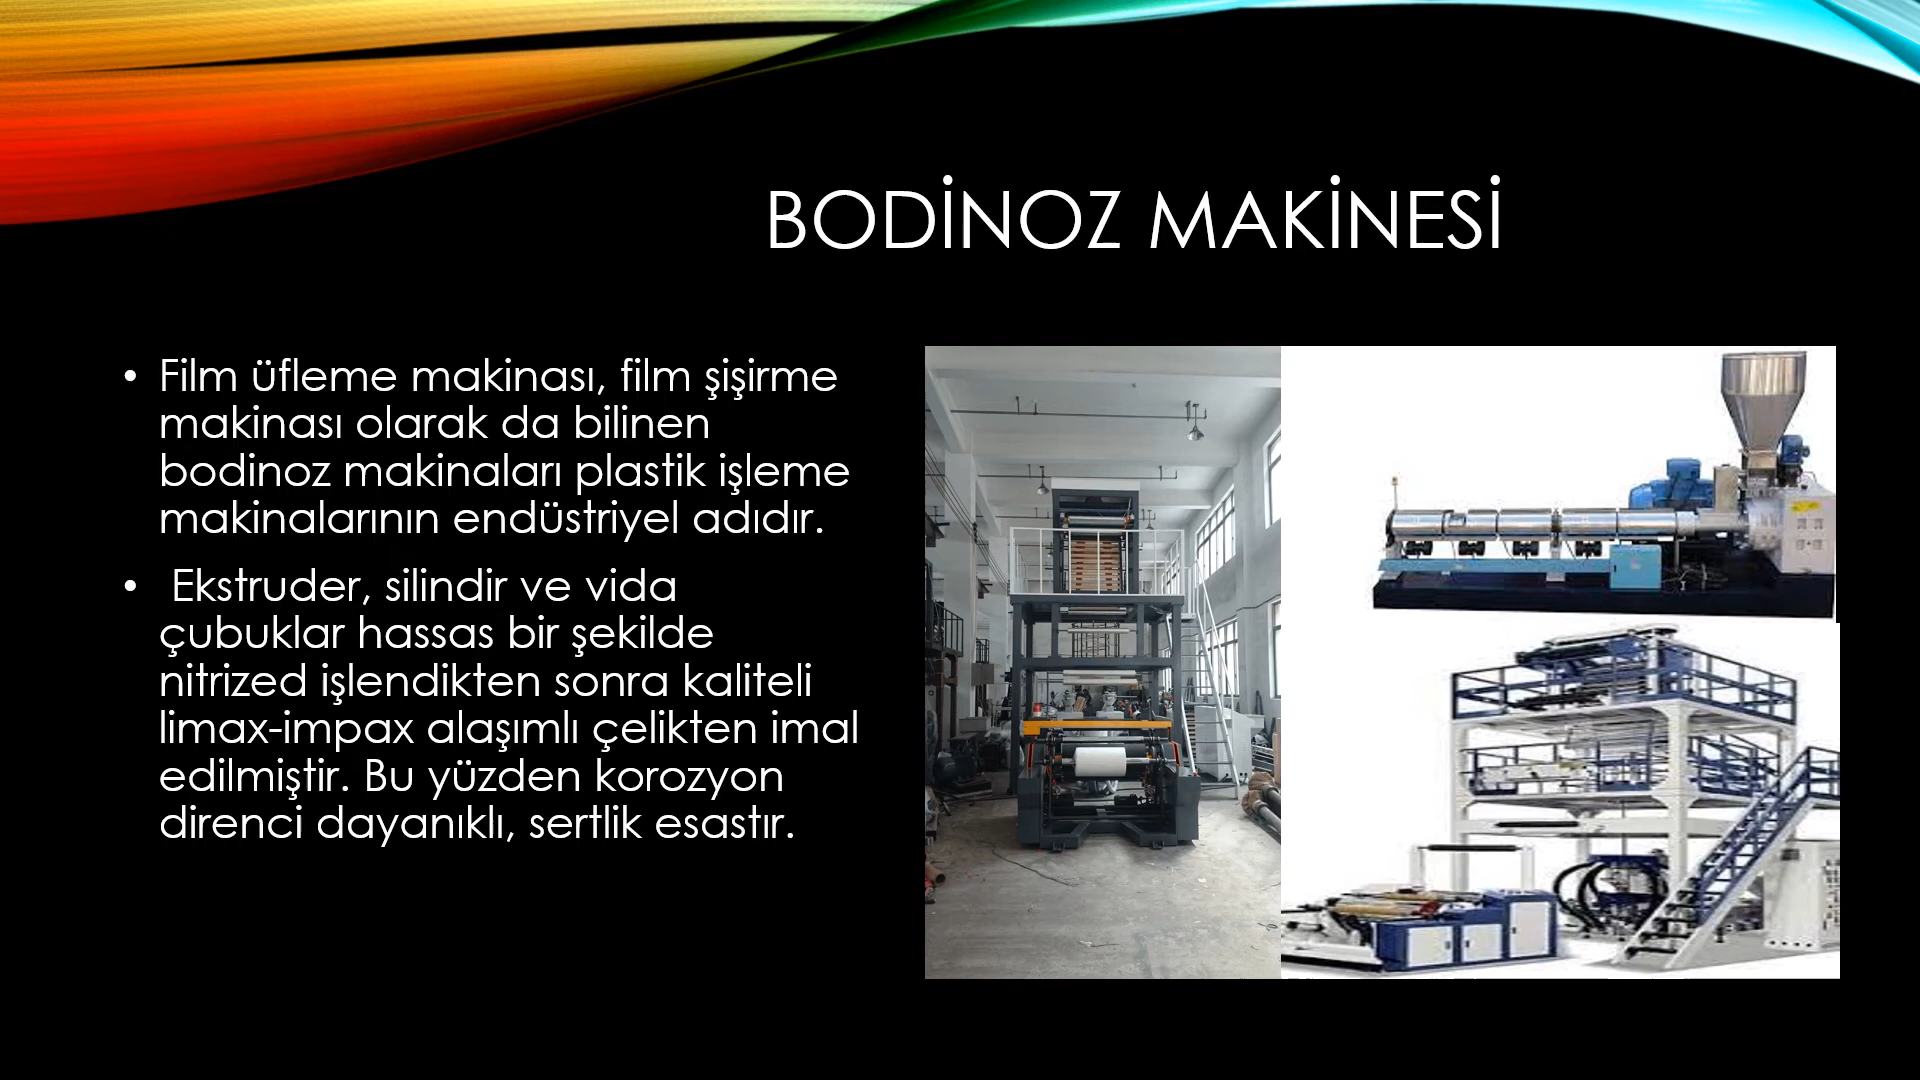 BODİNOZ MAKİNESİ
• Film üfleme makinası, film şişirme
makinası olarak da bilinen
bodinoz makinaları plastik işleme
makinalarının endüstriyel adıdır.
• Ekstruder, silindir ve vida
çubuklar hassas bir şekilde
nitrized işlendikten sonra kaliteli
limax-impax alaşımlı çelikten imal
edilmiştir. Bu yüzden korozyon
direnci dayanıklı, sertlik esastır.